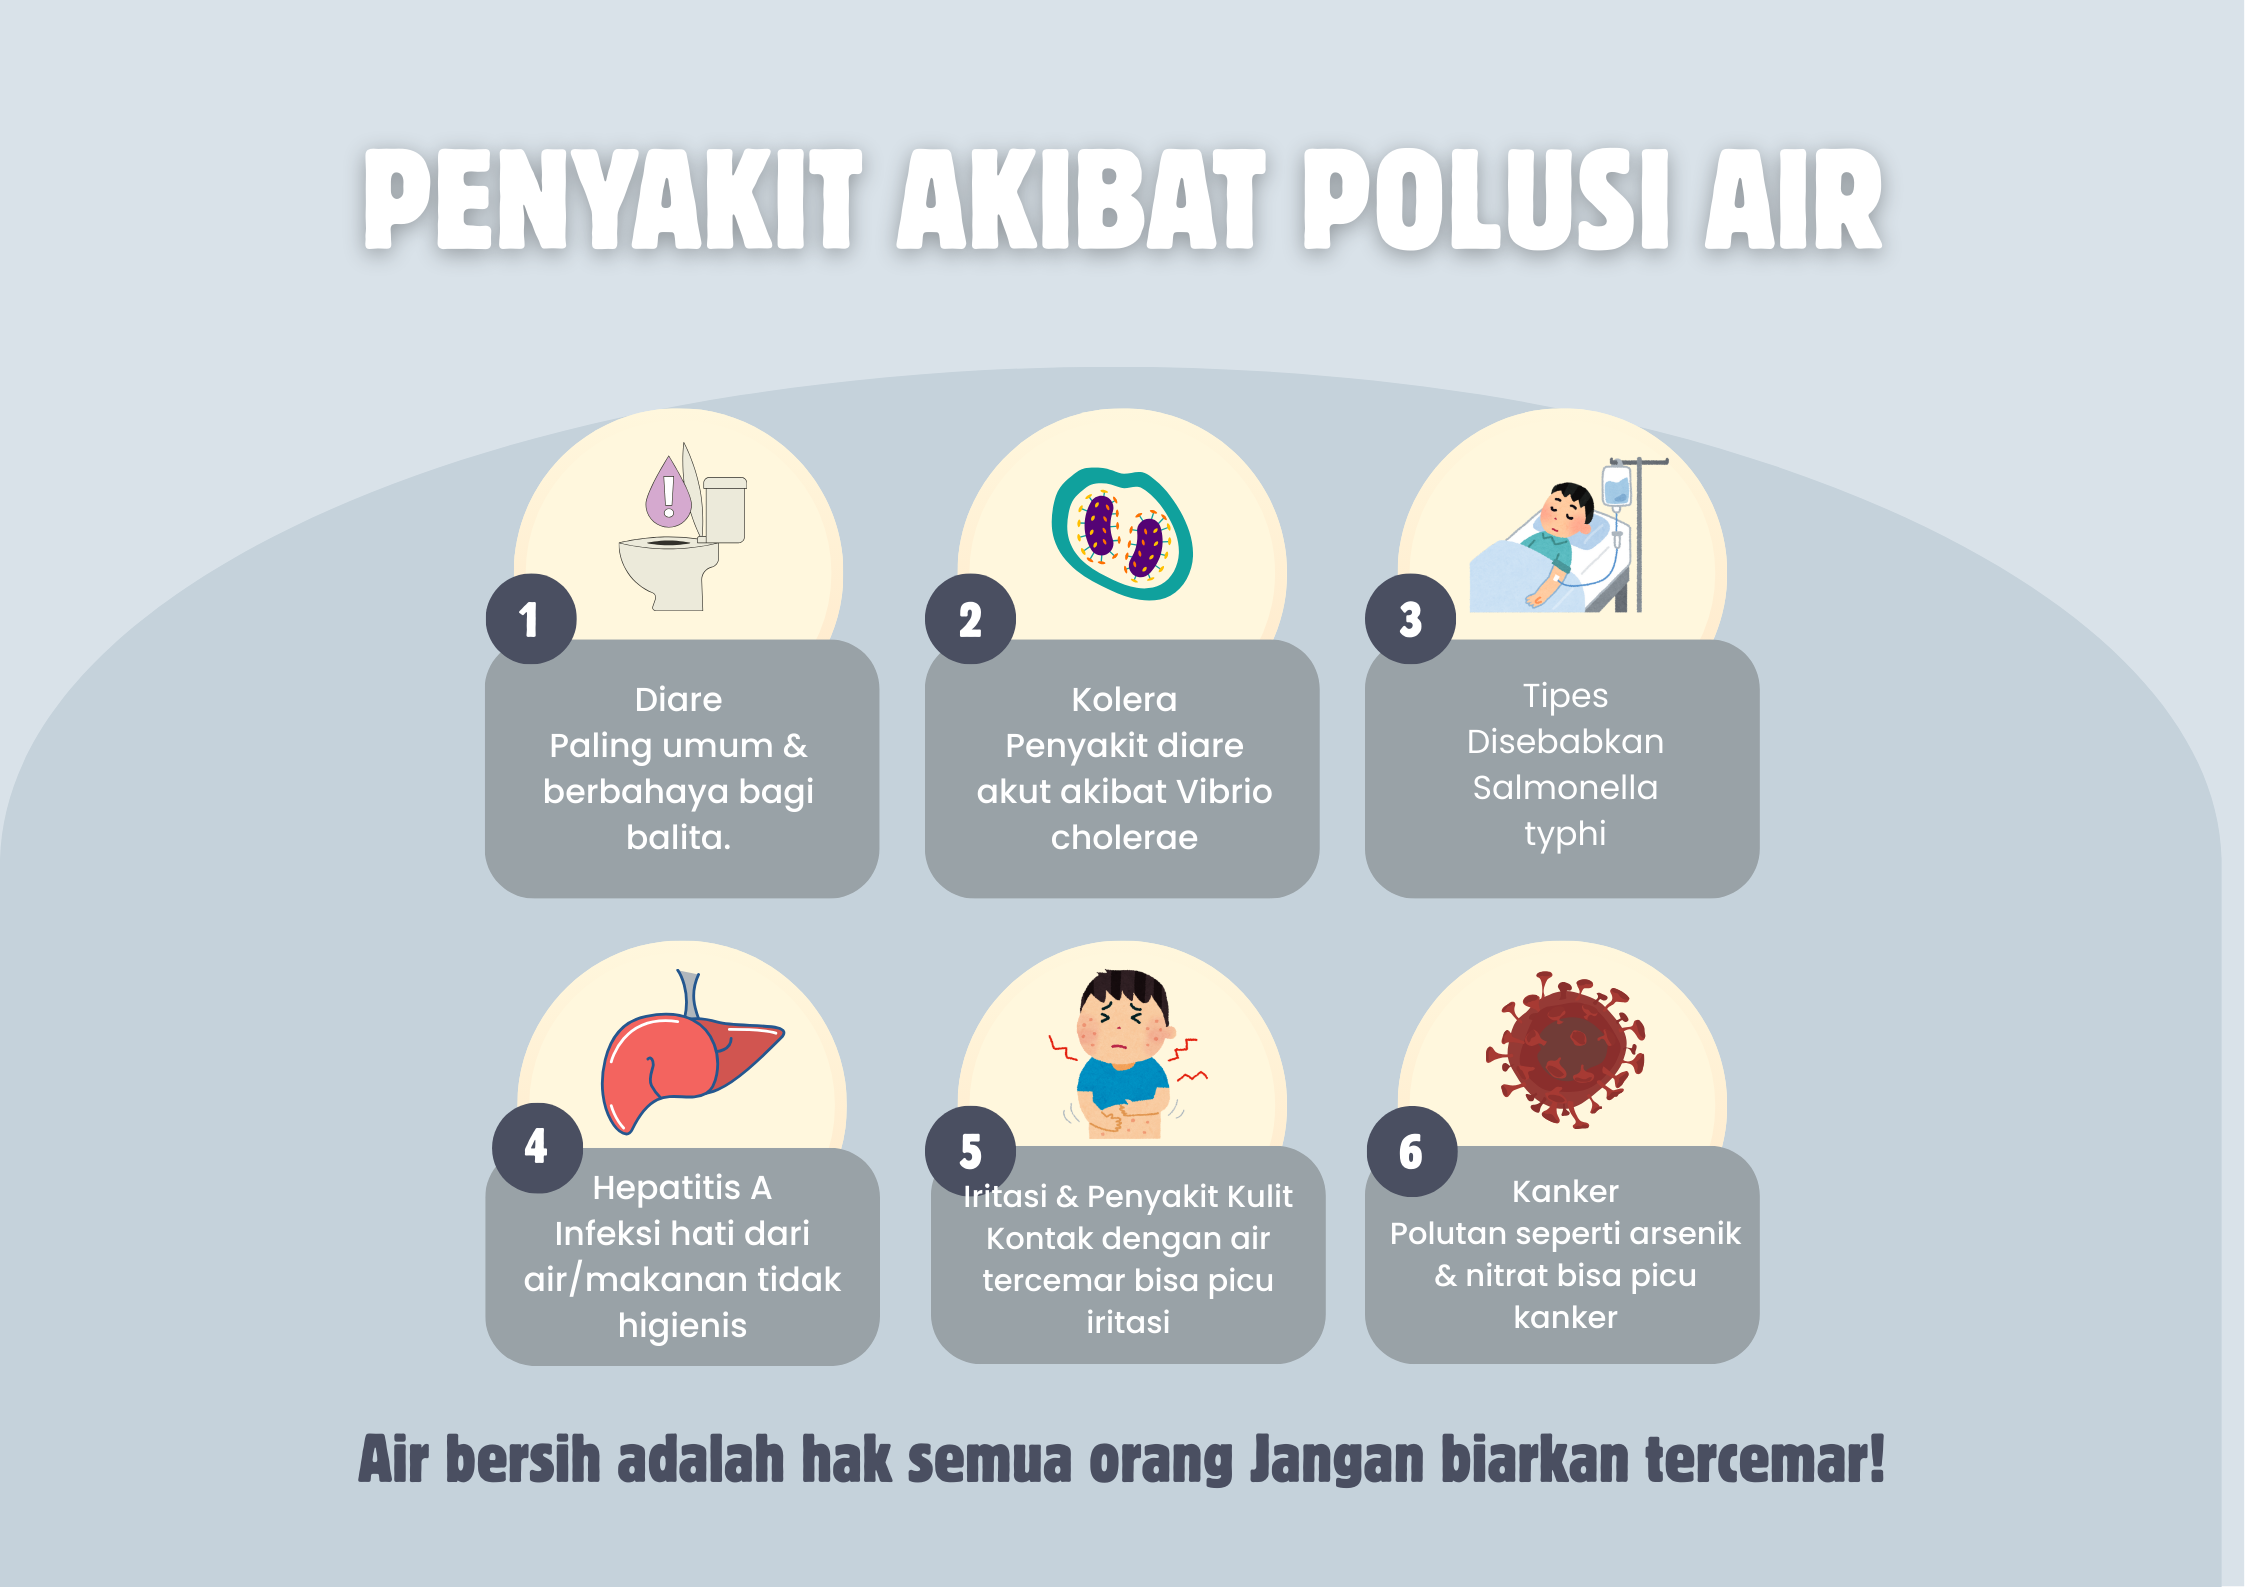 PENYAKIT AKIBAT POLUSI AIR
1
Diare
Paling umum &
berbahaya bagi
balita.
2
Kolera
Penyakit diare
akut akibat Vibrio
cholerae
3
Tipes
Disebabkan
Salmonella
typhi
4
Hepatitis A
Infeksi hati dari
air/makanan tidak
higienis
5
Iritasi & Penyakit Kulit
Kontak dengan air
tercemar bisa picu
iritasi
6
Kanker
Polutan seperti arsenik
& nitrat bisa picu
kanker
Air bersih adalah hak semua orang Jangan biarkan tercemar!